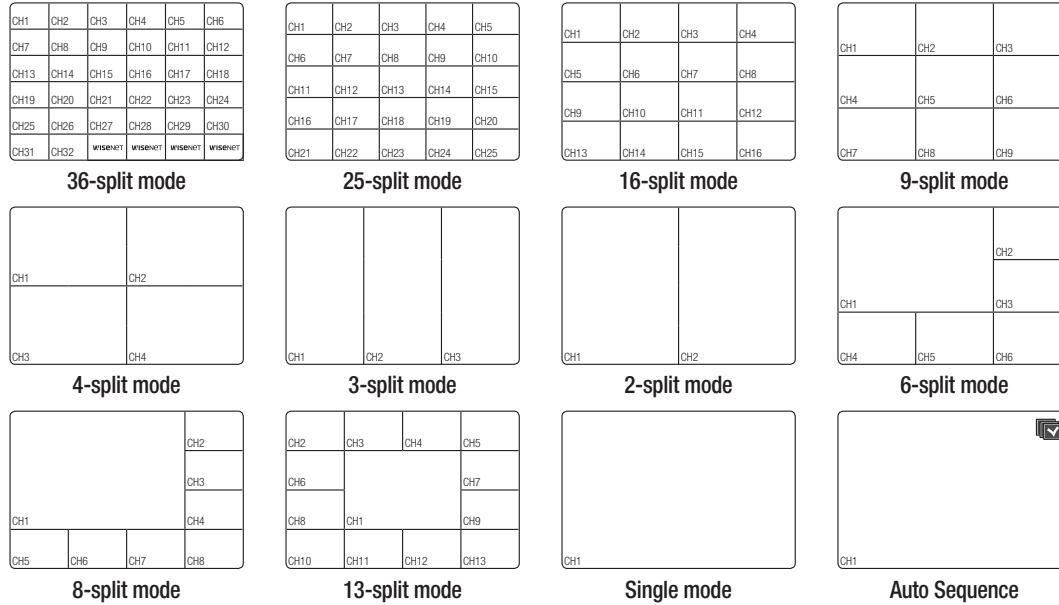 CH1 CH2 CH3 CH4 CH5 CH6
CH7 CH8 CH9 CH10 CH11 CH12
CH13 CH14 CH15 CH16 CH17 CH18
CH19 CH20 CH21 CH22 CH23 CH24
CH25 CH26 CH27 CH28 CH29 CH30
CH31 CH32 WISENET WISENET WISENET WISENET
36-split mode
CH1 CH2 CH3 CH4 CH5
CH6 CH7 CH8 CH9 CH10
CH11 CH12 CH13 CH14 CH15
CH16 CH17 CH18 CH19 CH20
CH21 CH22 CH23 CH24 CH25
25-split mode
CH1 CH2 CH3 CH4
CH5 CH6 CH7 CH8
CH9 CH10 CH11 CH12
CH13 CH14 CH15 CH16
16-split mode
CH1 CH2 CH3
CH4 CH5 CH6
CH7 CH8 CH9
9-split mode
CH1 CH2
CH3 CH4
4-split mode
CH1 CH2 CH3
3-split mode
CH1 CH2
2-split mode
CH2
CH1 CH3
CH4 CH5 CH6
6-split mode
CH2
CH3
CH1 CH4
CH5 CH6 CH7 CH8
8-split mode
CH2 CH3 CH4 CH5
CH6 CH7
CH8 CH1 CH9
CH10 CH11 CH12 CH13
13-split mode
CH1
Single mode
CH1
Auto Sequence